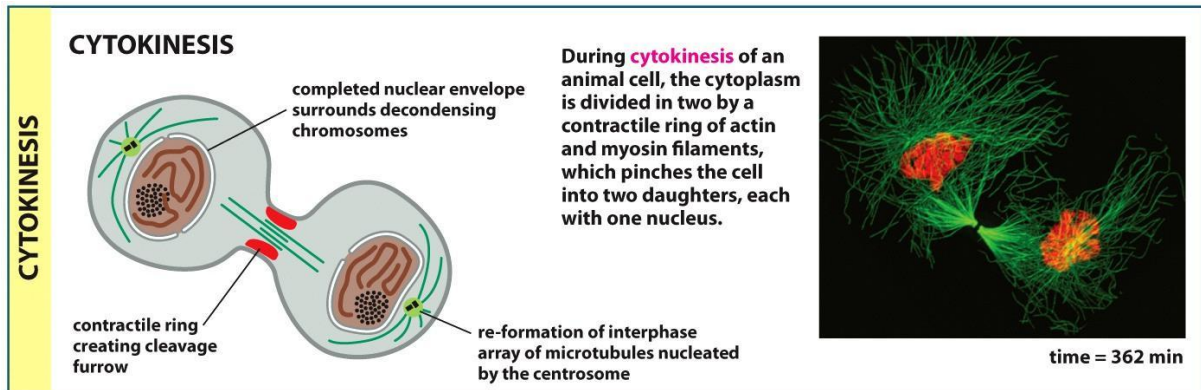 CYTOKINESIS
CYTOKINESIS
completed nuclear envelope
surrounds decondensing
chromosomes
contractile ring
creating cleavage
furrow
re-formation of interphase
array of microtubules nucleated
by the centrosome
During cytokinesis of an
animal cell, the cytoplasm
is divided in two by a
contractile ring of actin
and myosin filaments,
which pinches the cell
into two daughters, each
with one nucleus.
time = 362 min